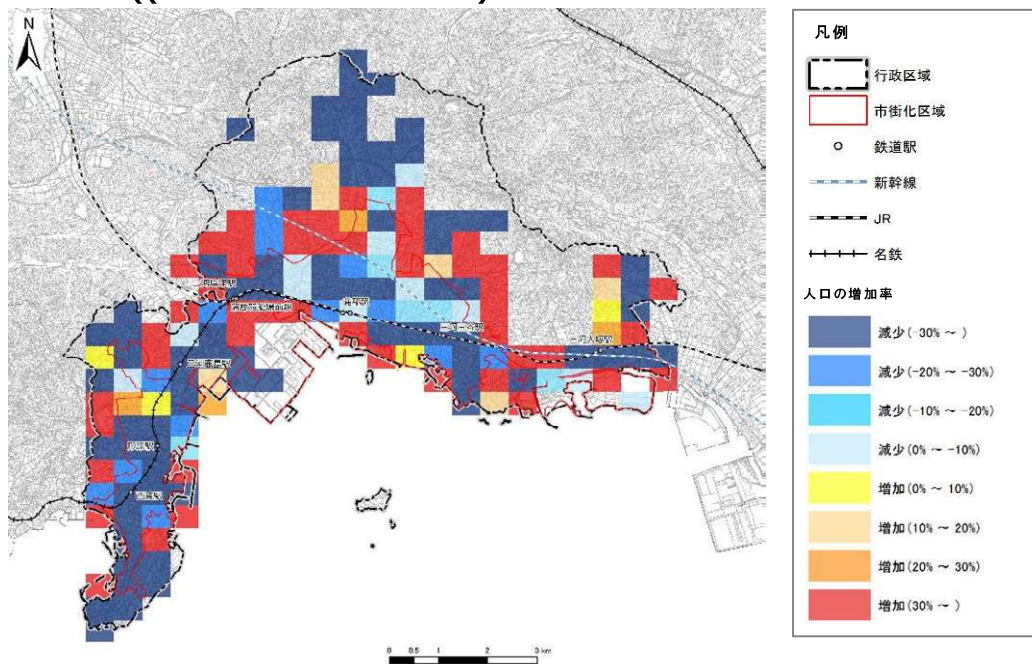 N
凡例
行政区域
市街化区域
鉄道駅
新幹線
JR
名鉄
人口の増加率
減少(-30% ~ )
減少(-20% ~ -30%)
減少(-10% ~ -20%)
減少(0% ~ -10%)
増加(0% ~ 10%)
増加(10% ~ 20%)
増加(20% ~ 30%)
増加(30% ~ )
三河三谷駅
三河大塚駅
三河鹿島駅
形原駅
西浦駅
0 0.5 1 2 3 km